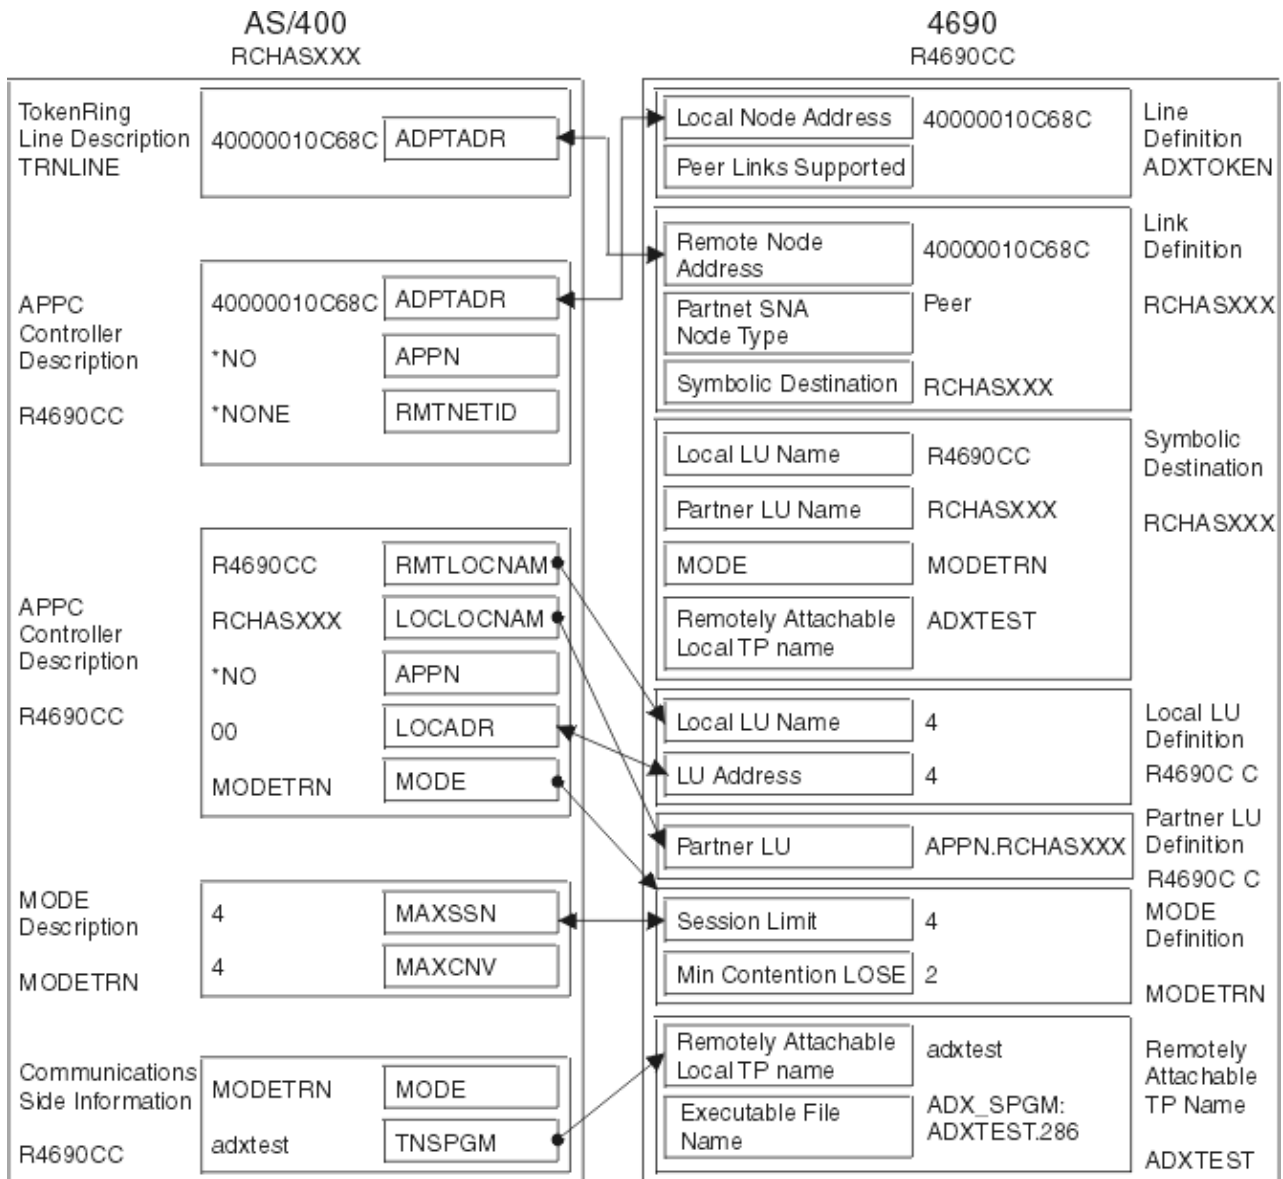 AS/400
RCHASXXX
TokenRing
Line Description
TRNLINE
40000010C68C ADPTADR
APPC
Controller
Description
R4690CC
40000010C68C ADPTADR
*NO APPN
*NONE RMTNETID
APPC
Controller
Description
R4690CC
R4690CC RMTLOCNAM
RCHASXXX LOCLOCNAM
*NO APPN
00 LOCADR
MODETRN MODE
MODE
Description
MODETRN
4 MAXSSN
4 MAXCNV
Communications
Side Information
R4690CC
MODETRN MODE
adxtest TNSPGM
4690
R4690CC
Local Node Address 40000010C68C
Peer Links Supported
Line
Definition
ADXTOKEN
Remote Node
Address
40000010C68C
Partnet SNA
Node Type
Peer
Symbolic Destination RCHASXXX
Link
Definition
RCHASXXX
Local LU Name R4690CC
Partner LU Name RCHASXXX
MODE MODETRN
Remotely Attachable
Local TP name
ADXTEST
Symbolic
Destination
RCHASXXX
Local LU Name 4
LU Address 4
Local LU
Definition
R4690C C
Partner LU APPN.RCHASXXX
Partner LU
Definition
R4690C C
Session Limit 4
Min Contention LOSE 2
MODE
Definition
MODETRN
Remotely Attachable
Local TP name
adxtest
Executable File
Name
ADX_SPGM:
ADXTEST.286
Remotely
Attachable
TP Name
ADXTEST